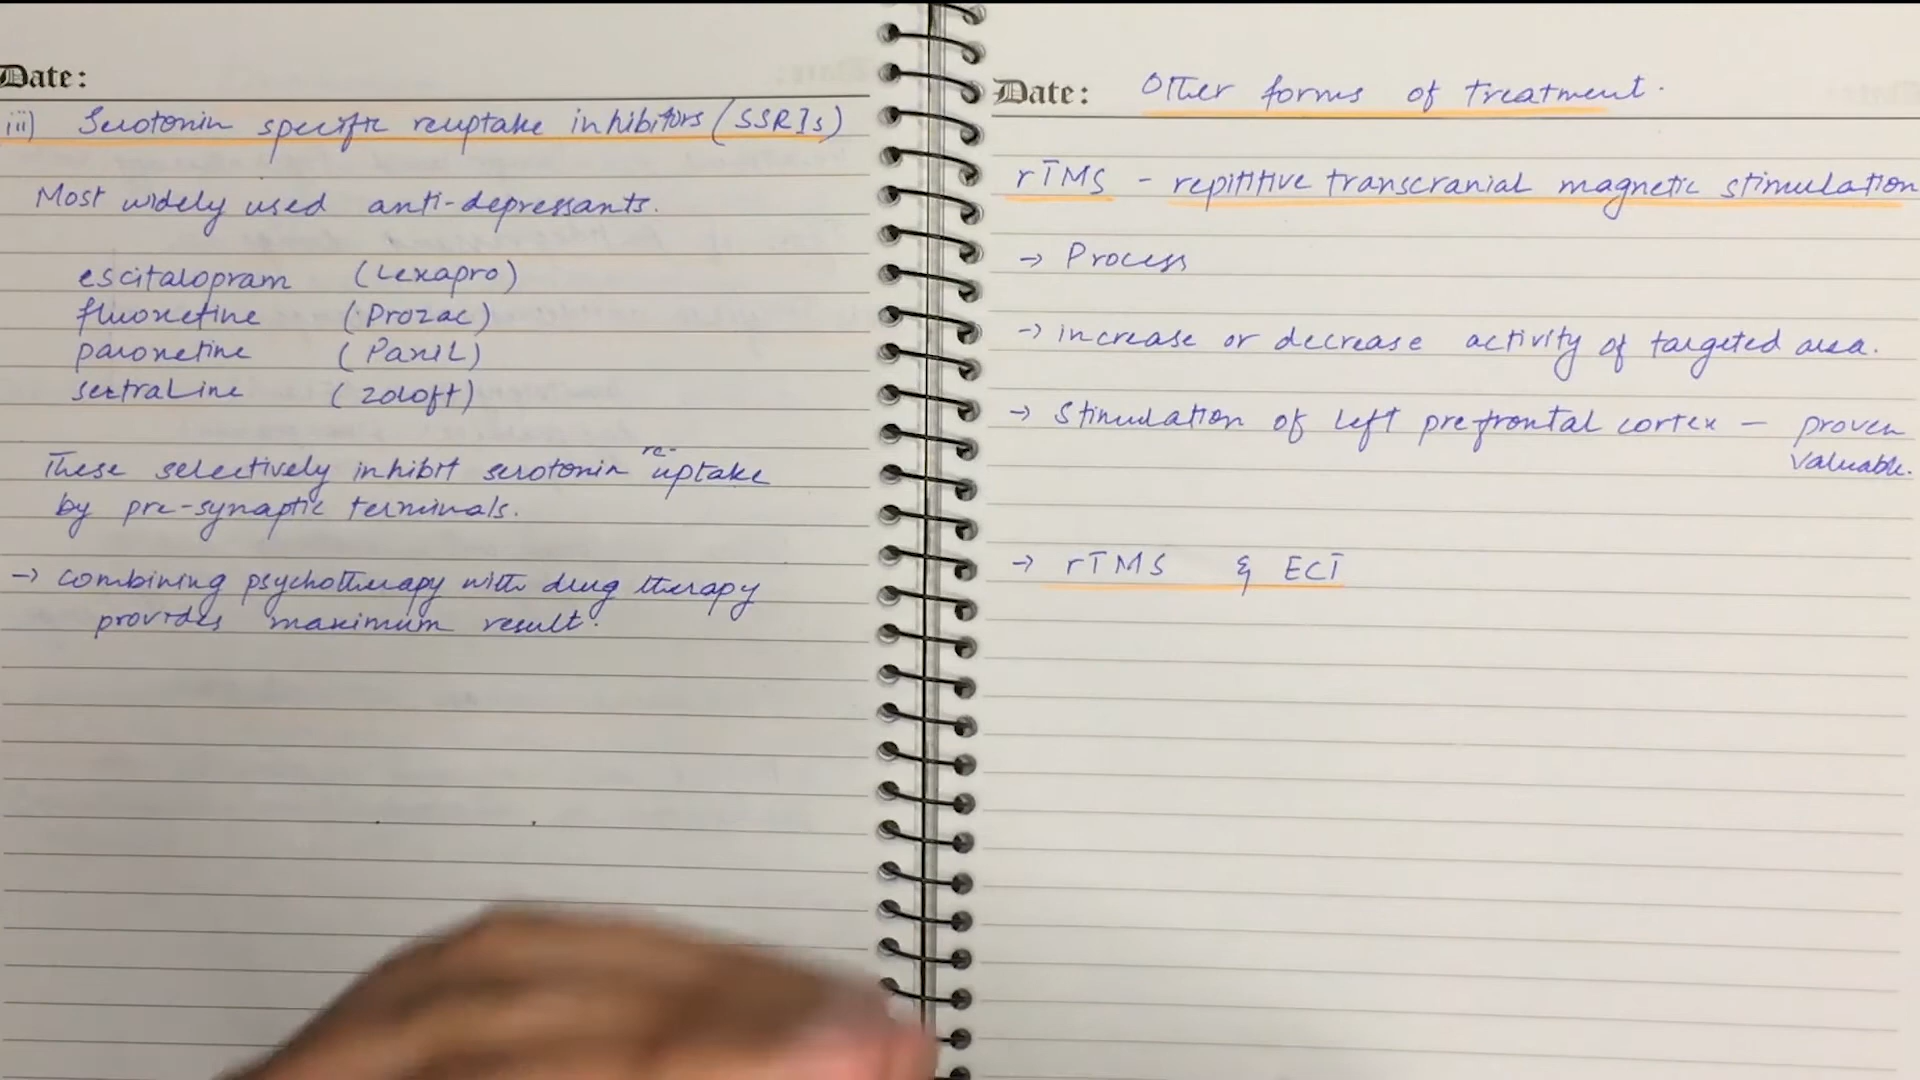 Date:
iii) Serotonin specific reuptake inhibitors (SSRIs)
Most widely used anti-depressants.
escitalopram (Lexapro)
fluoxetine (Prozac)
paroxetine (Paxil)
sertraline (Zoloft)
These selectively inhibit serotonin re-uptake
by pre-synaptic terminals.
→ Combining psychotherapy with drug therapy
provides maximum result.
Date: Other forms of treatment.
rTMS - repititive transcranial magnetic stimulation
→ Process
→ increase or decrease activity of targeted area.
→ Stimulation of left prefrontal cortex — proven
valuable.
→ rTMS & ECT